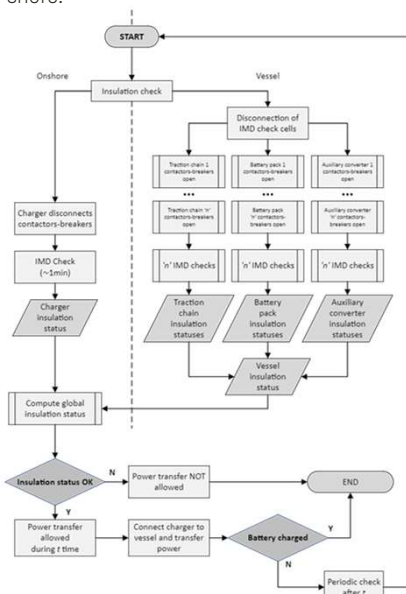 shore.
START
Onshore
Vessel
Insulation check
Disconnection of
IMD check cells
Traction chain 1
contactors-breakers
open
Battery pack 1
contactors-breakers
open
Auxiliary converter 1
contactors-breakers
open
•••
•••
•••
Traction chain 'n'
contactors-breakers
open
Battery pack
'n' contactors-
breakers open
Auxiliary converter
'n' contactors-
breakers open
Charger disconnects
contactors-breakers
IMD Check
(~1min)
'n' IMD checks
'n' IMD checks
'n' IMD checks
Charger
insulation
status
Traction
chain
insulation
statuses
Battery
pack
insulation
statuses
Auxiliary
converter
insulation
statuses
Vessel
insulation
status
Compute global
insulation status
Insulation status OK
N
Power transfer NOT
allowed
END
Y
Power transfer
allowed
during t time
Connect charger to
vessel and transfer
power
Battery charged
Y
N
Periodic check
after t